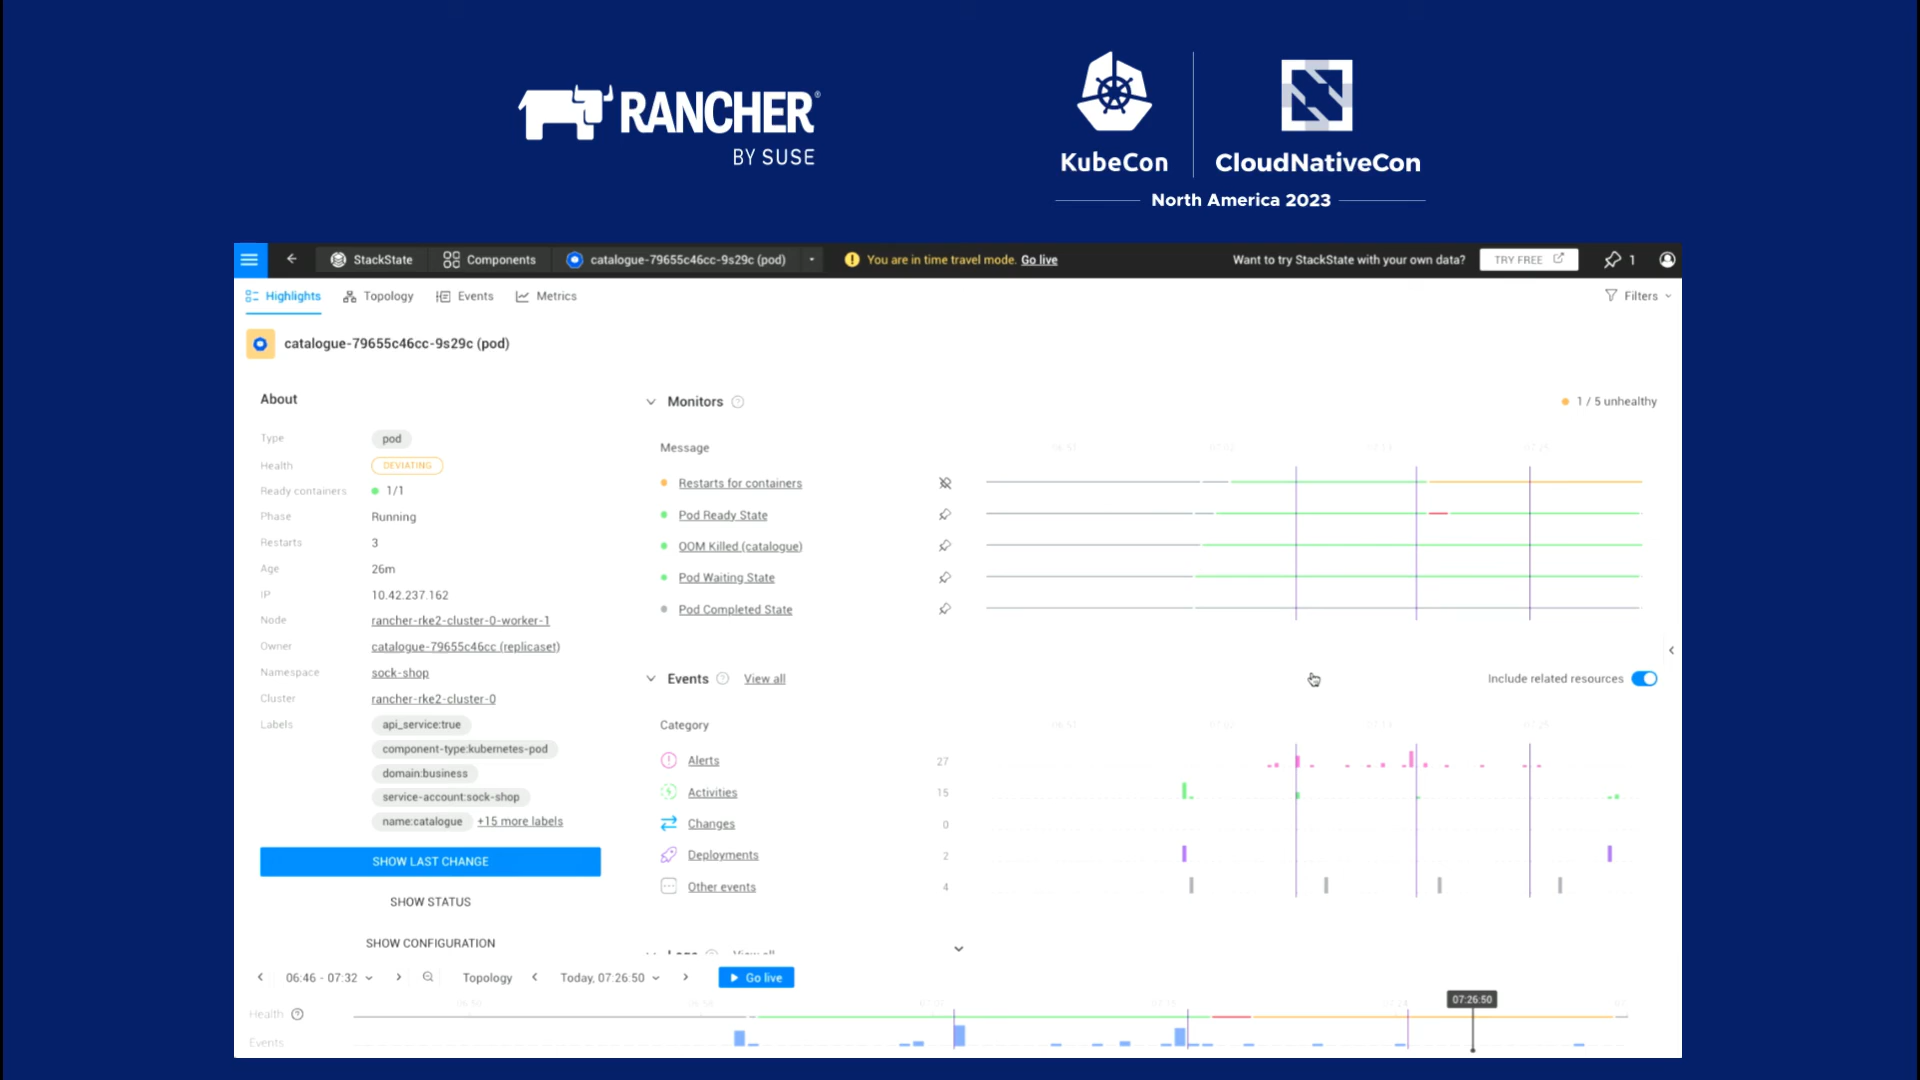 RANCHER®
BY SUSE
KubeCon
CloudNativeCon
North America 2023
StackState
Components
catalogue-79655c46cc-9s29c (pod)
You are in time travel mode. Go live
Want to try StackState with your own data?
TRY FREE
1
Highlights
Topology
Events
Metrics
Filters
catalogue-79655c46cc-9s29c (pod)
About
Type
pod
Health
DEVIATING
Ready containers
1/1
Phase
Running
Restarts
3
Age
26m
IP
10.42.237.162
Node
rancher-rke2-cluster-0-worker-1
Owner
catalogue-79655c46cc (replicaset)
Namespace
sock-shop
Cluster
rancher-rke2-cluster-0
Labels
api_service:true
component-type:kubernetes-pod
domain:business
service-account:sock-shop
name:catalogue
+15 more labels
SHOW LAST CHANGE
SHOW STATUS
SHOW CONFIGURATION
Monitors
1 / 5 unhealthy
Message
Restarts for containers
Pod Ready State
OOM Killed (catalogue)
Pod Waiting State
Pod Completed State
Events
View all
Include related resources
Category
Alerts
27
Activities
15
Changes
0
Deployments
2
Other events
4
06:46 - 07:32
Topology
Today, 07:26:50
Go live
07:26:50
Health
Events